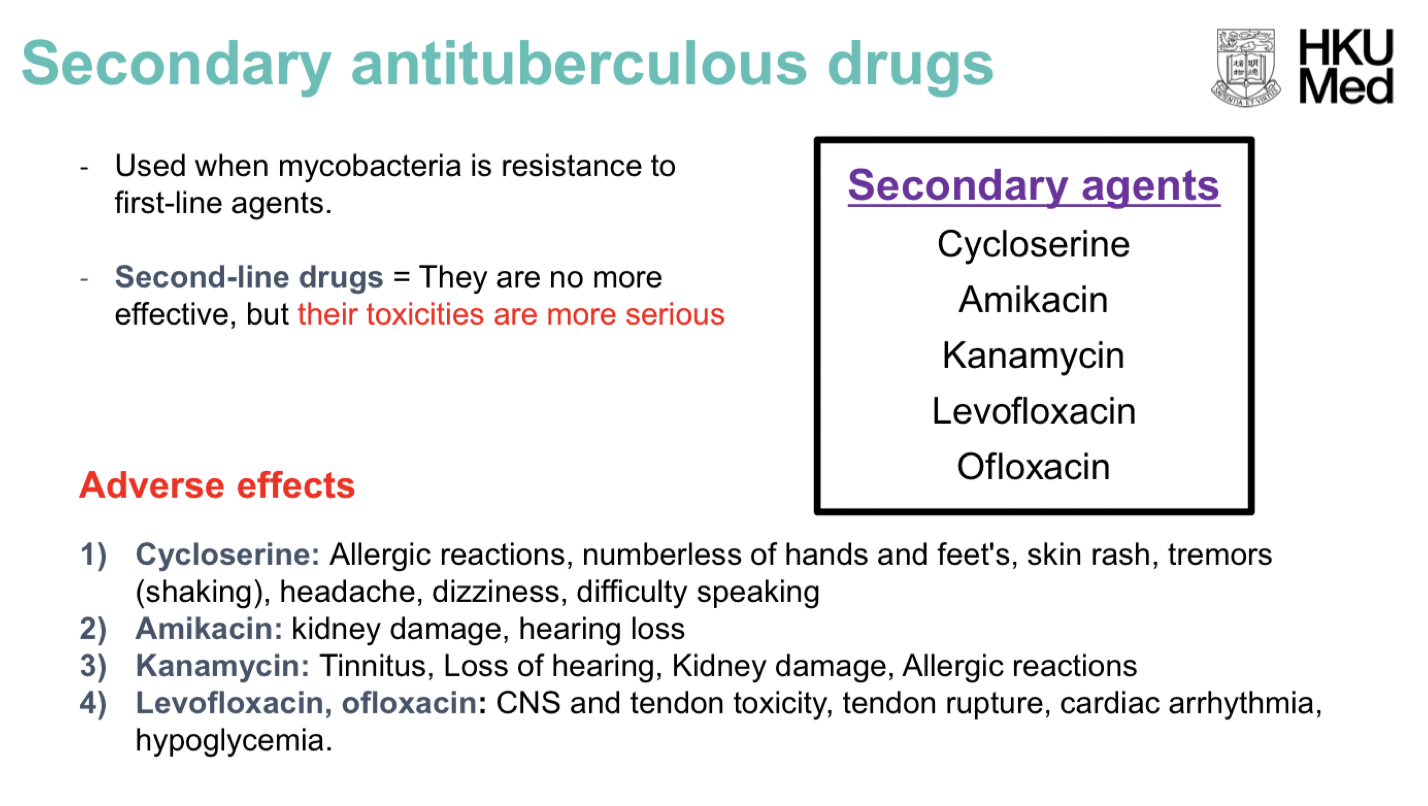 Secondary antituberculous drugs
HKU
Med
- Used when mycobacteria is resistance to
first-line agents.
- Second-line drugs = They are no more
effective, but their toxicities are more serious
Secondary agents
Cycloserine
Amikacin
Kanamycin
Levofloxacin
Ofloxacin
Adverse effects
1) Cycloserine: Allergic reactions, numberless of hands and feet's, skin rash, tremors
(shaking), headache, dizziness, difficulty speaking
2) Amikacin: kidney damage, hearing loss
3) Kanamycin: Tinnitus, Loss of hearing, Kidney damage, Allergic reactions
4) Levofloxacin, ofloxacin: CNS and tendon toxicity, tendon rupture, cardiac arrhythmia,
hypoglycemia.